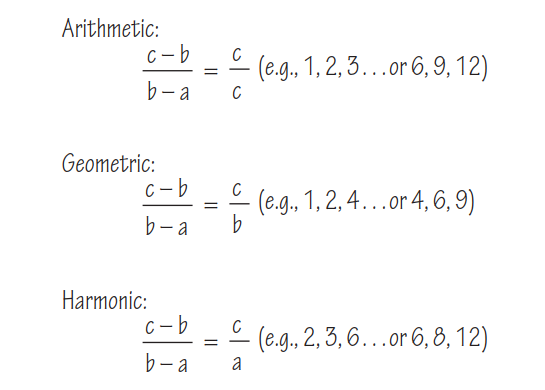 Arithmetic:
c – b / b – a = c / c (e.g., 1, 2, 3 . . . or 6, 9, 12)
Geometric:
c – b / b – a = c / b (e.g., 1, 2, 4 . . . or 4, 6, 9)
Harmonic:
c – b / b – a = c / a (e.g., 2, 3, 6 . . . or 6, 8, 12)